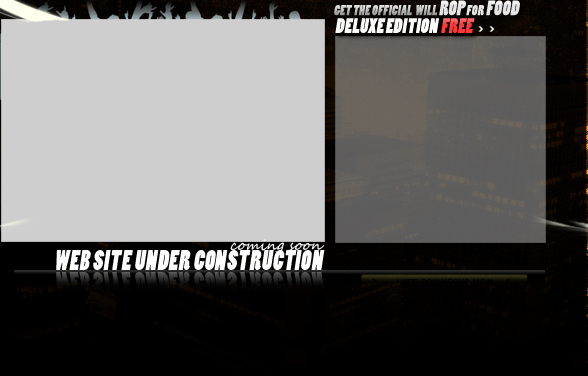 GET THE OFFICIAL WILL ROP FOR FOOD
DELUXE EDITION FREE > >
coming soon
WEB SITE UNDER CONSTRUCTION